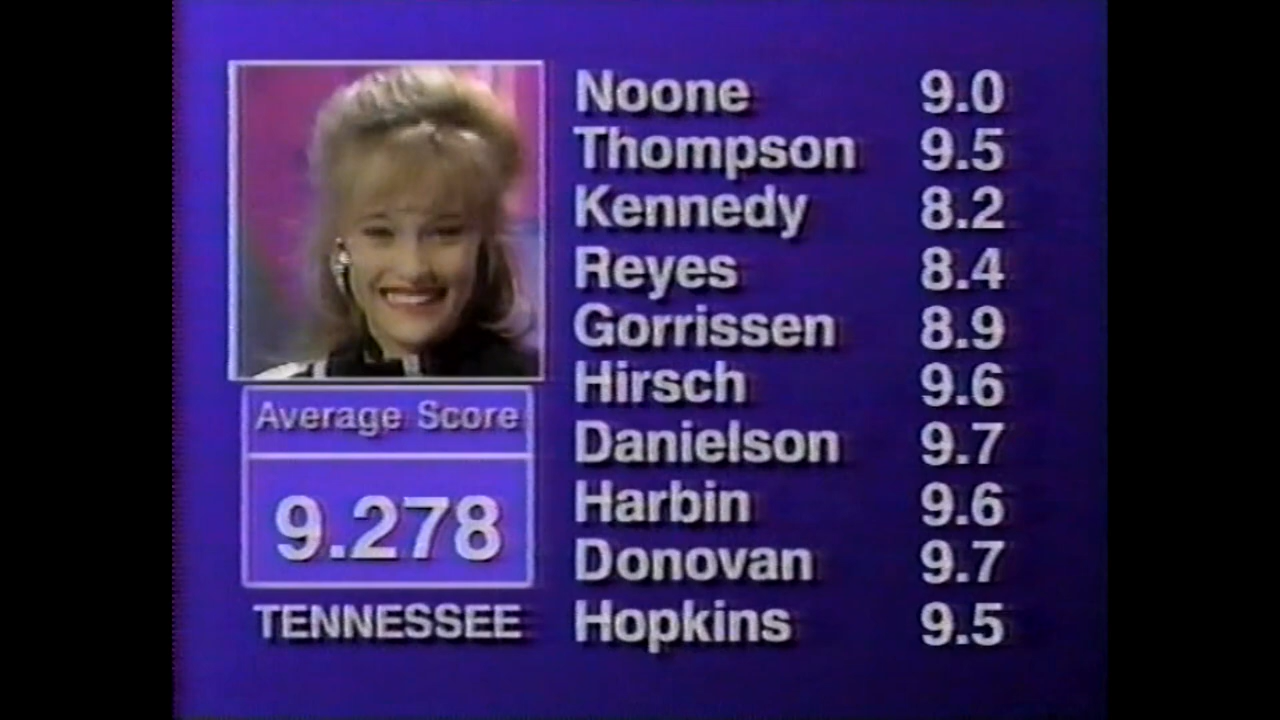 Noone 9.0
Thompson 9.5
Kennedy 8.2
Reyes 8.4
Gorrissen 8.9
Hirsch 9.6
Danielson 9.7
Harbin 9.6
Donovan 9.7
Hopkins 9.5
Average Score
9.278
TENNESSEE